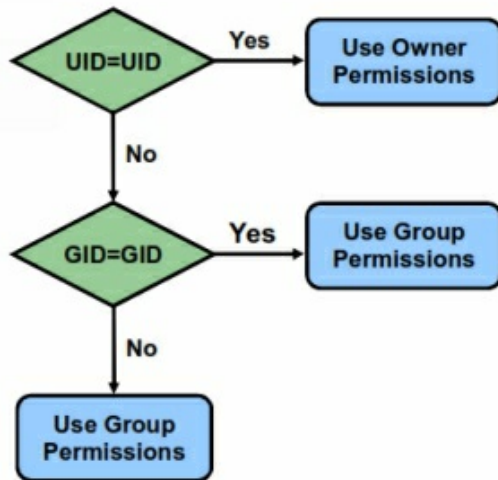 UID=UID
Yes
Use Owner
Permissions
No
GID=GID
Yes
Use Group
Permissions
No
Use Group
Permissions